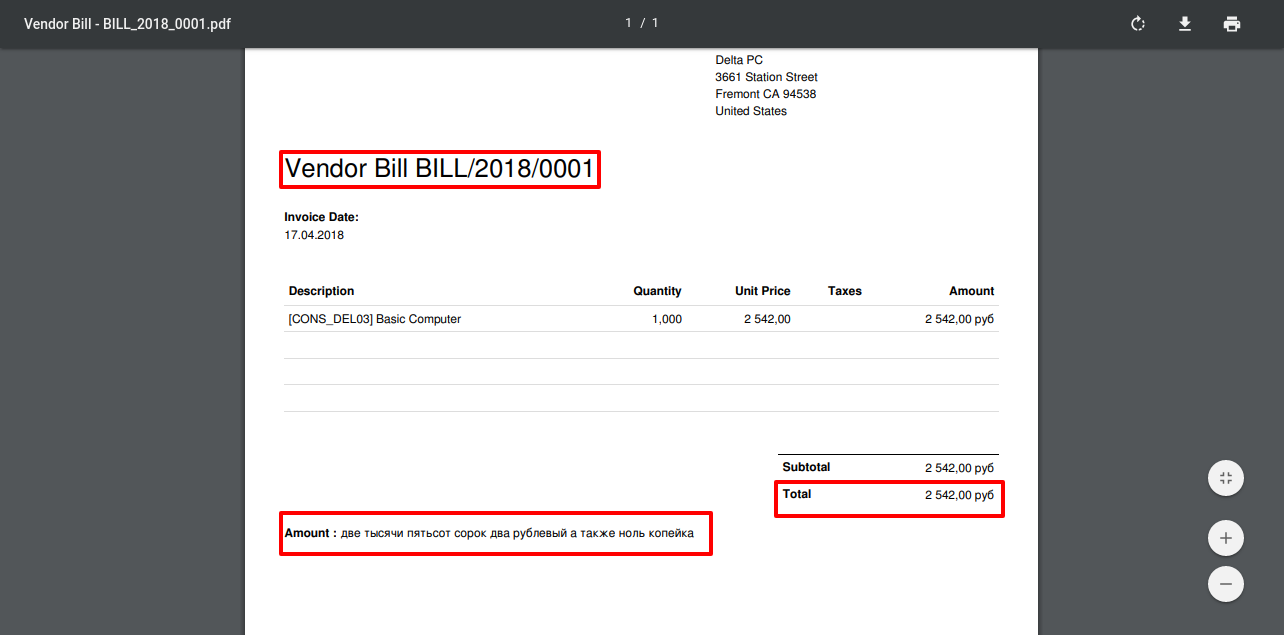 Vendor Bill - BILL_2018_0001.pdf
1 / 1
Delta PC
3661 Station Street
Fremont CA 94538
United States
Vendor Bill BILL/2018/0001
Invoice Date:
17.04.2018
Description Quantity Unit Price Taxes Amount
[CONS_DEL03] Basic Computer 1,000 2 542,00 2 542,00 руб
Subtotal 2 542,00 руб
Total 2 542,00 руб
Amount : две тысячи пятьсот сорок два рублевый а также ноль копейка